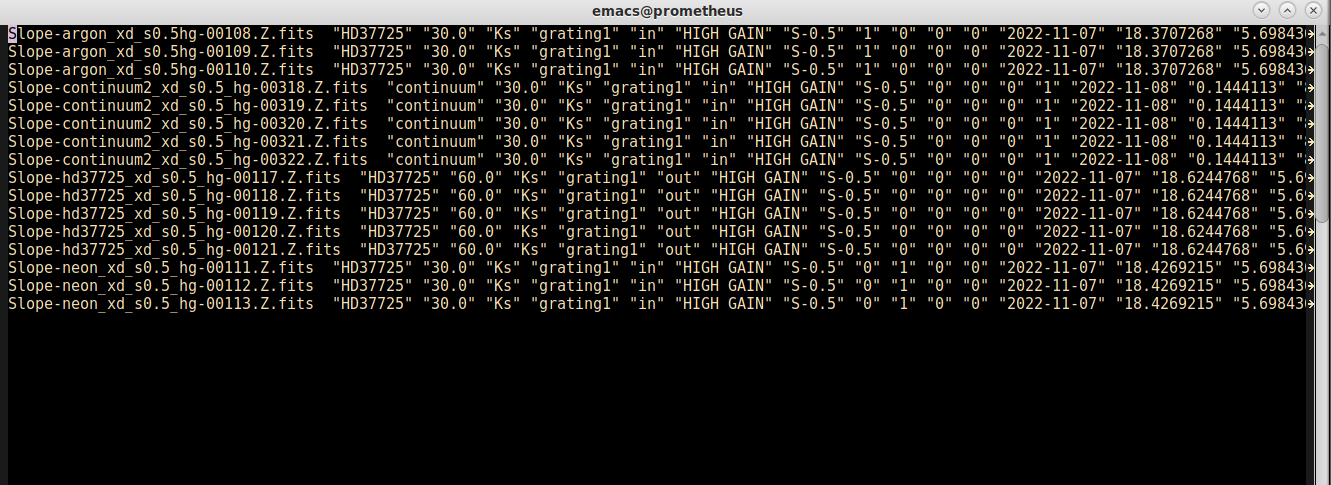 emacs@prometheus
Slope-argon_xd_s0.5hg-00108.Z.fits  "HD37725" "30.0" "Ks" "grating1" "in" "HIGH GAIN" "S-0.5" "1" "0" "0" "0" "2022-11-07" "18.3707268" "5.698436
Slope-argon_xd_s0.5hg-00109.Z.fits  "HD37725" "30.0" "Ks" "grating1" "in" "HIGH GAIN" "S-0.5" "1" "0" "0" "0" "2022-11-07" "18.3707268" "5.698436
Slope-argon_xd_s0.5hg-00110.Z.fits  "HD37725" "30.0" "Ks" "grating1" "in" "HIGH GAIN" "S-0.5" "1" "0" "0" "0" "2022-11-07" "18.3707268" "5.698436
Slope-continuum2_xd_s0.5_hg-00318.Z.fits  "continuum" "30.0" "Ks" "grating1" "in" "HIGH GAIN" "S-0.5" "0" "0" "0" "1" "2022-11-08" "0.1444113"
Slope-continuum2_xd_s0.5_hg-00319.Z.fits  "continuum" "30.0" "Ks" "grating1" "in" "HIGH GAIN" "S-0.5" "0" "0" "0" "1" "2022-11-08" "0.1444113"
Slope-continuum2_xd_s0.5_hg-00320.Z.fits  "continuum" "30.0" "Ks" "grating1" "in" "HIGH GAIN" "S-0.5" "0" "0" "0" "1" "2022-11-08" "0.1444113"
Slope-continuum2_xd_s0.5_hg-00321.Z.fits  "continuum" "30.0" "Ks" "grating1" "in" "HIGH GAIN" "S-0.5" "0" "0" "0" "1" "2022-11-08" "0.1444113"
Slope-continuum2_xd_s0.5_hg-00322.Z.fits  "continuum" "30.0" "Ks" "grating1" "in" "HIGH GAIN" "S-0.5" "0" "0" "0" "1" "2022-11-08" "0.1444113"
Slope-hd37725_xd_s0.5_hg-00117.Z.fits  "HD37725" "60.0" "Ks" "grating1" "out" "HIGH GAIN" "S-0.5" "0" "0" "0" "0" "2022-11-07" "18.6244768" "5.6
Slope-hd37725_xd_s0.5_hg-00118.Z.fits  "HD37725" "60.0" "Ks" "grating1" "out" "HIGH GAIN" "S-0.5" "0" "0" "0" "0" "2022-11-07" "18.6244768" "5.6
Slope-hd37725_xd_s0.5_hg-00119.Z.fits  "HD37725" "60.0" "Ks" "grating1" "out" "HIGH GAIN" "S-0.5" "0" "0" "0" "0" "2022-11-07" "18.6244768" "5.6
Slope-hd37725_xd_s0.5_hg-00120.Z.fits  "HD37725" "60.0" "Ks" "grating1" "out" "HIGH GAIN" "S-0.5" "0" "0" "0" "0" "2022-11-07" "18.6244768" "5.6
Slope-hd37725_xd_s0.5_hg-00121.Z.fits  "HD37725" "60.0" "Ks" "grating1" "out" "HIGH GAIN" "S-0.5" "0" "0" "0" "0" "2022-11-07" "18.6244768" "5.6
Slope-neon_xd_s0.5_hg-00111.Z.fits  "HD37725" "30.0" "Ks" "grating1" "in" "HIGH GAIN" "S-0.5" "0" "1" "0" "0" "2022-11-07" "18.4269215" "5.698436
Slope-neon_xd_s0.5_hg-00112.Z.fits  "HD37725" "30.0" "Ks" "grating1" "in" "HIGH GAIN" "S-0.5" "0" "1" "0" "0" "2022-11-07" "18.4269215" "5.698436
Slope-neon_xd_s0.5_hg-00113.Z.fits  "HD37725" "30.0" "Ks" "grating1" "in" "HIGH GAIN" "S-0.5" "0" "1" "0" "0" "2022-11-07" "18.4269215" "5.698436